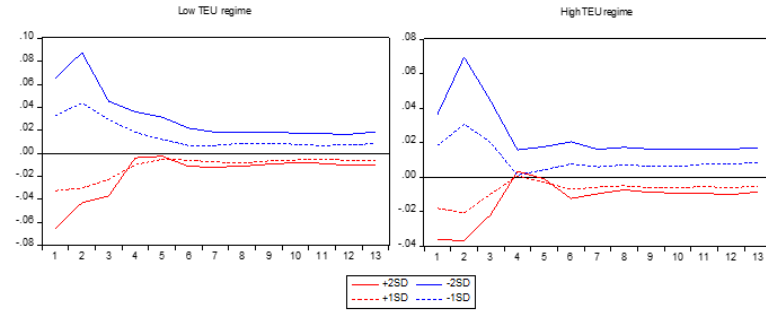 Low TEU regime
High TEU regime
.10
.08
.06
.04
.02
.00
-.02
-.04
-.06
-.08
1 2 3 4 5 6 7 8 9 10 11 12 13
.08
.06
.04
.02
.00
-.02
-.04
1 2 3 4 5 6 7 8 9 10 11 12 13
+2SD -2SD
+1SD -1SD